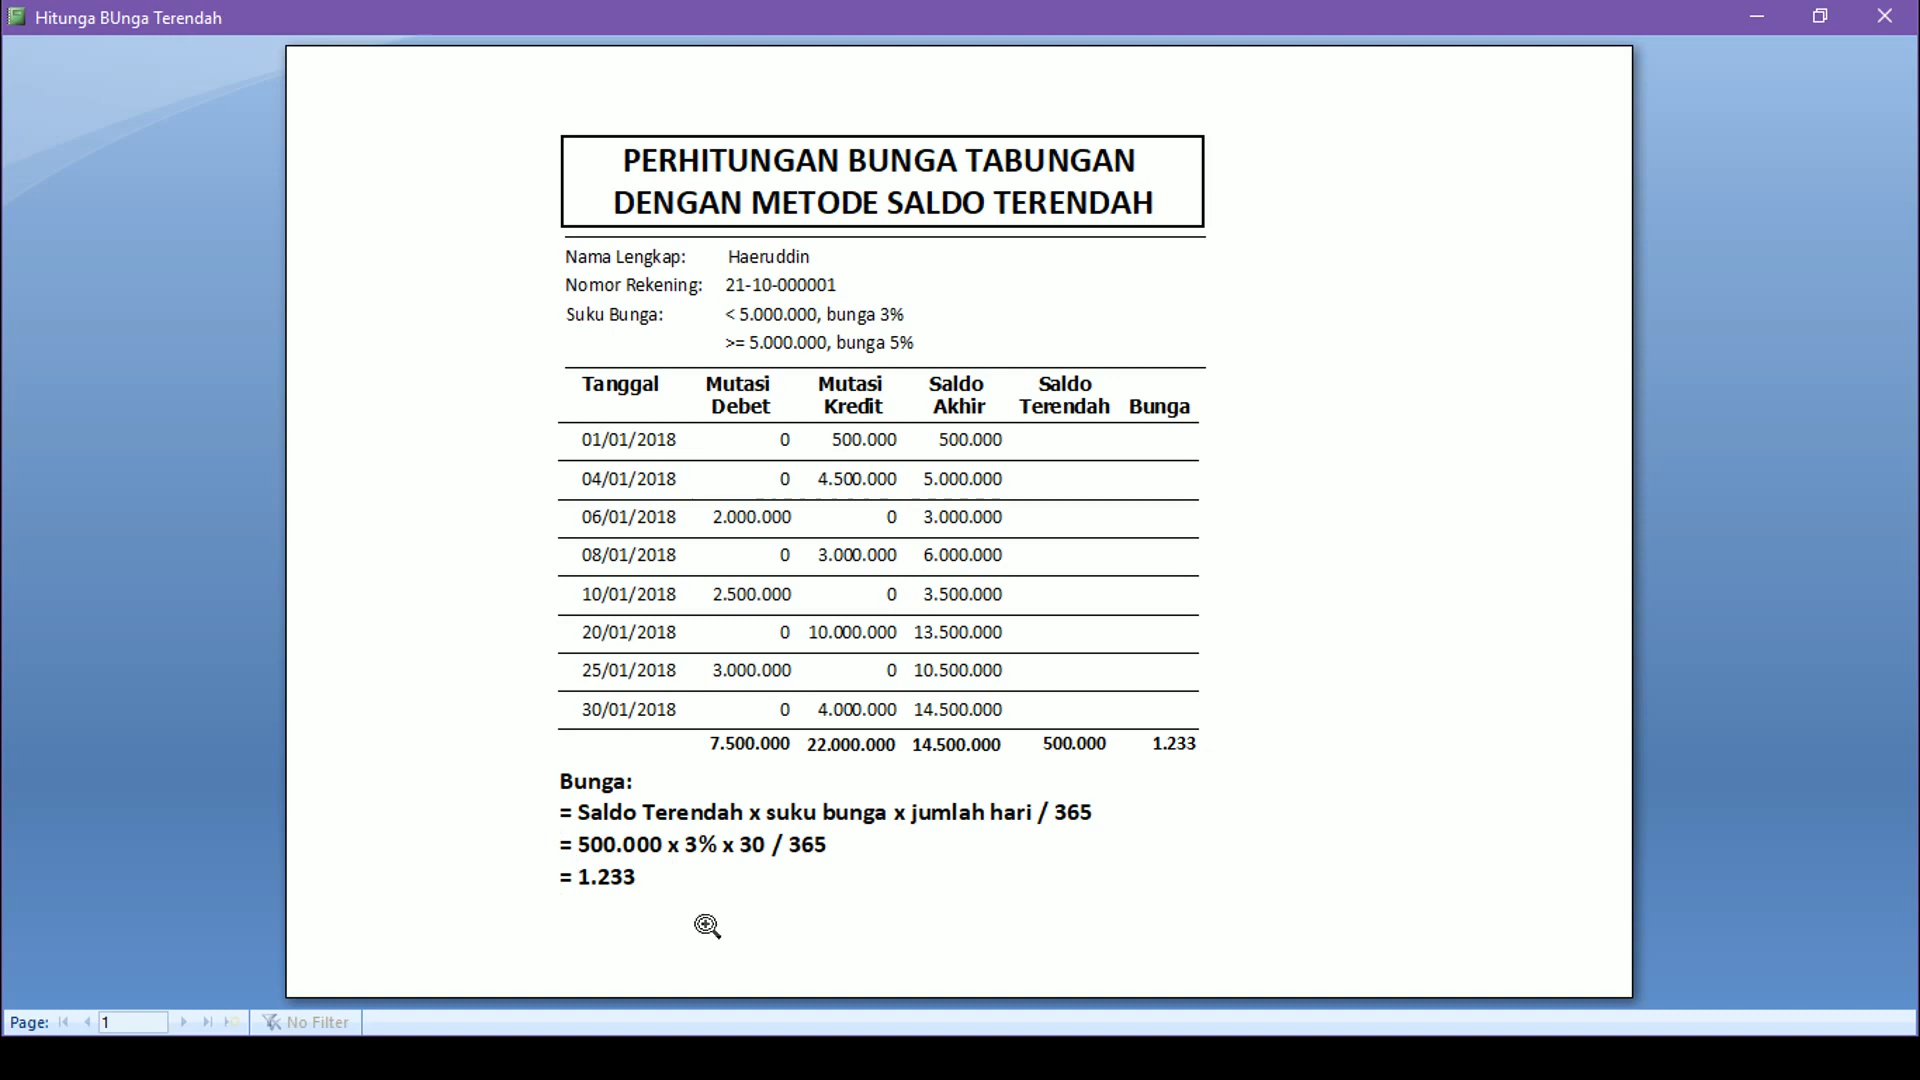 Hitunga BUnga Terendah
PERHITUNGAN BUNGA TABUNGAN
DENGAN METODE SALDO TERENDAH
Nama Lengkap: Haeruddin
Nomor Rekening: 21-10-000001
Suku Bunga: < 5.000.000, bunga 3%
>= 5.000.000, bunga 5%
Tanggal Mutasi Debet Mutasi Kredit Saldo Akhir Saldo Terendah Bunga
01/01/2018 0 500.000 500.000
04/01/2018 0 4.500.000 5.000.000
06/01/2018 2.000.000 0 3.000.000
08/01/2018 0 3.000.000 6.000.000
10/01/2018 2.500.000 0 3.500.000
20/01/2018 0 10.000.000 13.500.000
25/01/2018 3.000.000 0 10.500.000
30/01/2018 0 4.000.000 14.500.000
7.500.000 22.000.000 14.500.000 500.000 1.233
Bunga:
= Saldo Terendah x suku bunga x jumlah hari / 365
= 500.000 x 3% x 30 / 365
= 1.233
Page: 1 No Filter